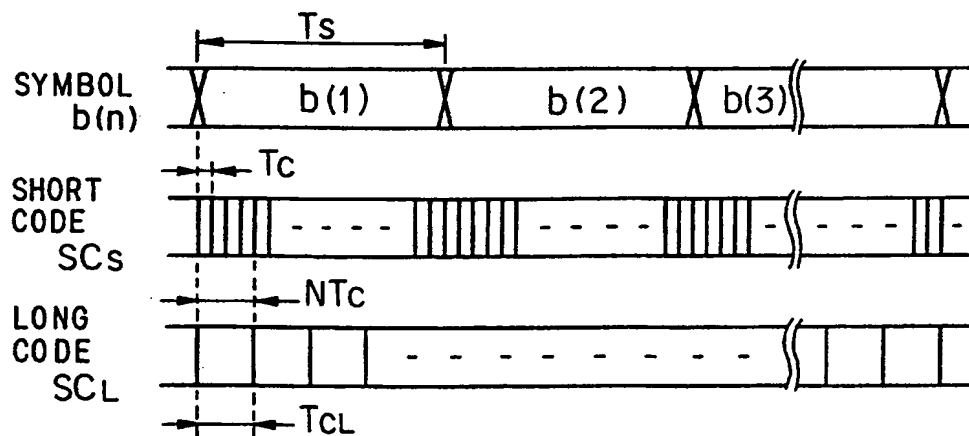 Ts
SYMBOL
b(n)
b(1) b(2) b(3)
Tc
SHORT
CODE
SCs
NTc
LONG
CODE
SCL
TCL